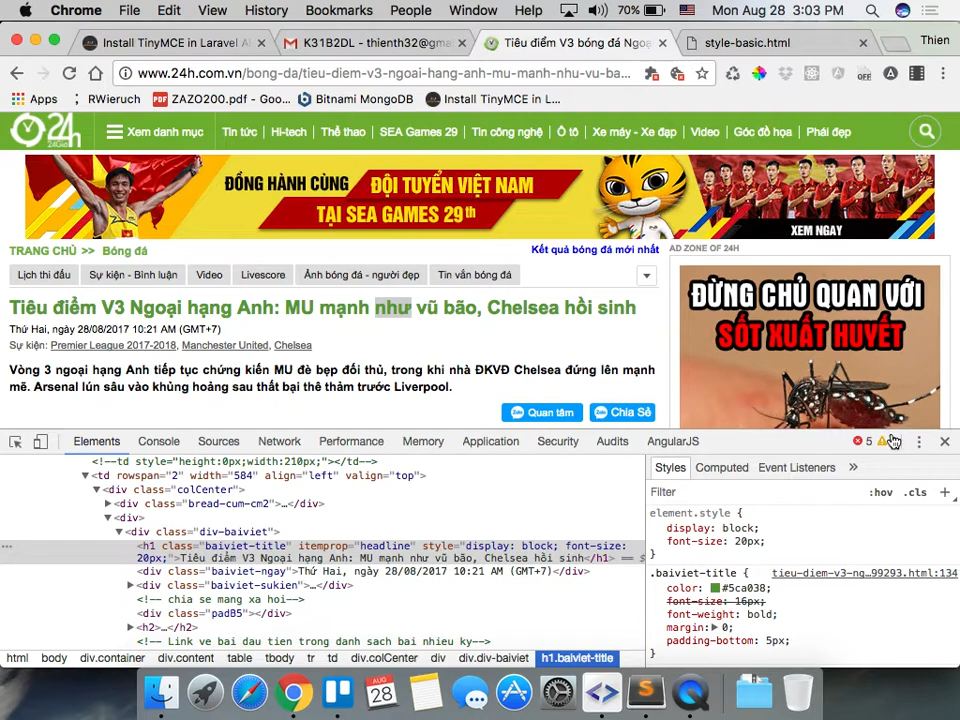 Chrome File Edit View History Bookmarks People Window Help 70% Mon Aug 28 3:03 PM
Install TinyMCE in Laravel A
K31B2DL - thienth32@gma
Tiêu điểm V3 bóng đá Ngoạ
style-basic.html
Thien
www.24h.com.vn/bong-da/tieu-diem-v3-ngoai-hang-anh-mu-manh-nhu-vu-ba...
OFF
Apps RWieruch ZAZO200.pdf - Goo... Bitnami MongoDB Install TinyMCE in L...
24h Xem danh mục Tin tức Hi-tech Thể thao SEA Games 29 Tin công nghệ Ô tô Xe máy - Xe đạp Video Góc đồ họa Phái đẹp
ĐỒNG HÀNH CÙNG ĐỘI TUYỂN VIỆT NAM
TẠI SEA GAMES 29th
XEM NGAY
TRANG CHỦ >> Bóng đá
Kết quả bóng đá mới nhất
AD ZONE OF 24H
Lịch thi đấu Sự kiện - Bình luận Video Livescore Ảnh bóng đá - người đẹp Tin vắn bóng đá
Tiêu điểm V3 Ngoại hạng Anh: MU mạnh như vũ bão, Chelsea hồi sinh
Thứ Hai, ngày 28/08/2017 10:21 AM (GMT+7)
Sự kiện: Premier League 2017-2018, Manchester United, Chelsea
Vòng 3 ngoại hạng Anh tiếp tục chứng kiến MU đè bẹp đối thủ, trong khi nhà ĐKVĐ Chelsea đứng lên mạnh
mẽ. Arsenal lún sâu vào khủng hoảng sau thất bại thê thảm trước Liverpool.
Quan tâm Chia Sẻ
ĐỪNG CHỦ QUAN VỚI
SỐT XUẤT HUYẾT
Elements Console Sources Network Performance Memory Application Security Audits AngularJS 5
<!--td style="height:0px;width:210px;"></td-->
<td rowspan="2" width="584" align="left" valign="top">
<div class="colCenter">
<div class="bread-cum-cm2">…</div>
<div>
<div class="div-baiviet">
<h1 class="baiviet-title" itemprop="headline" style="display: block; font-size:
20px;">Tiêu điểm V3 Ngoại hạng Anh: MU mạnh như vũ bão, Chelsea hồi sinh</h1> == $
<div class="baiviet-ngay">Thứ Hai, ngày 28/08/2017 10:21 AM (GMT+7)</div>
<div class="baiviet-sukien">…</div>
<!-- chia se mang xa hoi-->
<div class="padB5"></div>
<h2>…</h2>
<!-- Link ve bai dau tien trong danh sach bai nhieu ky-->
html body div.container div.content table tbody tr td div.colCenter div div.div-baiviet h1.baiviet-title
Styles Computed Event Listeners »
Filter :hov .cls +
element.style {
display: block;
font-size: 20px;
}
.baiviet-title { tieu-diem-v3-ng…99293.html:134
color: #5ca038;
font-size: 16px;
font-weight: bold;
margin: 0;
padding-bottom: 5px;
}
AUG
28